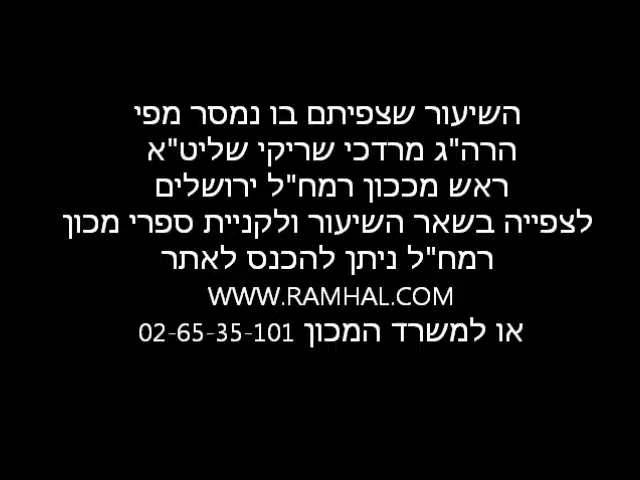 השיעור שצפיתם בו נמסר מפי
הרה"ג מרדכי שריקי שליט"א
ראש מככון רמח"ל ירושלים
לצפייה בשאר השיעור ולקניית ספרי מכון
רמח"ל ניתן להכנס לאתר
WWW.RAMHAL.COM
או למשרד המכון 02-65-35-101